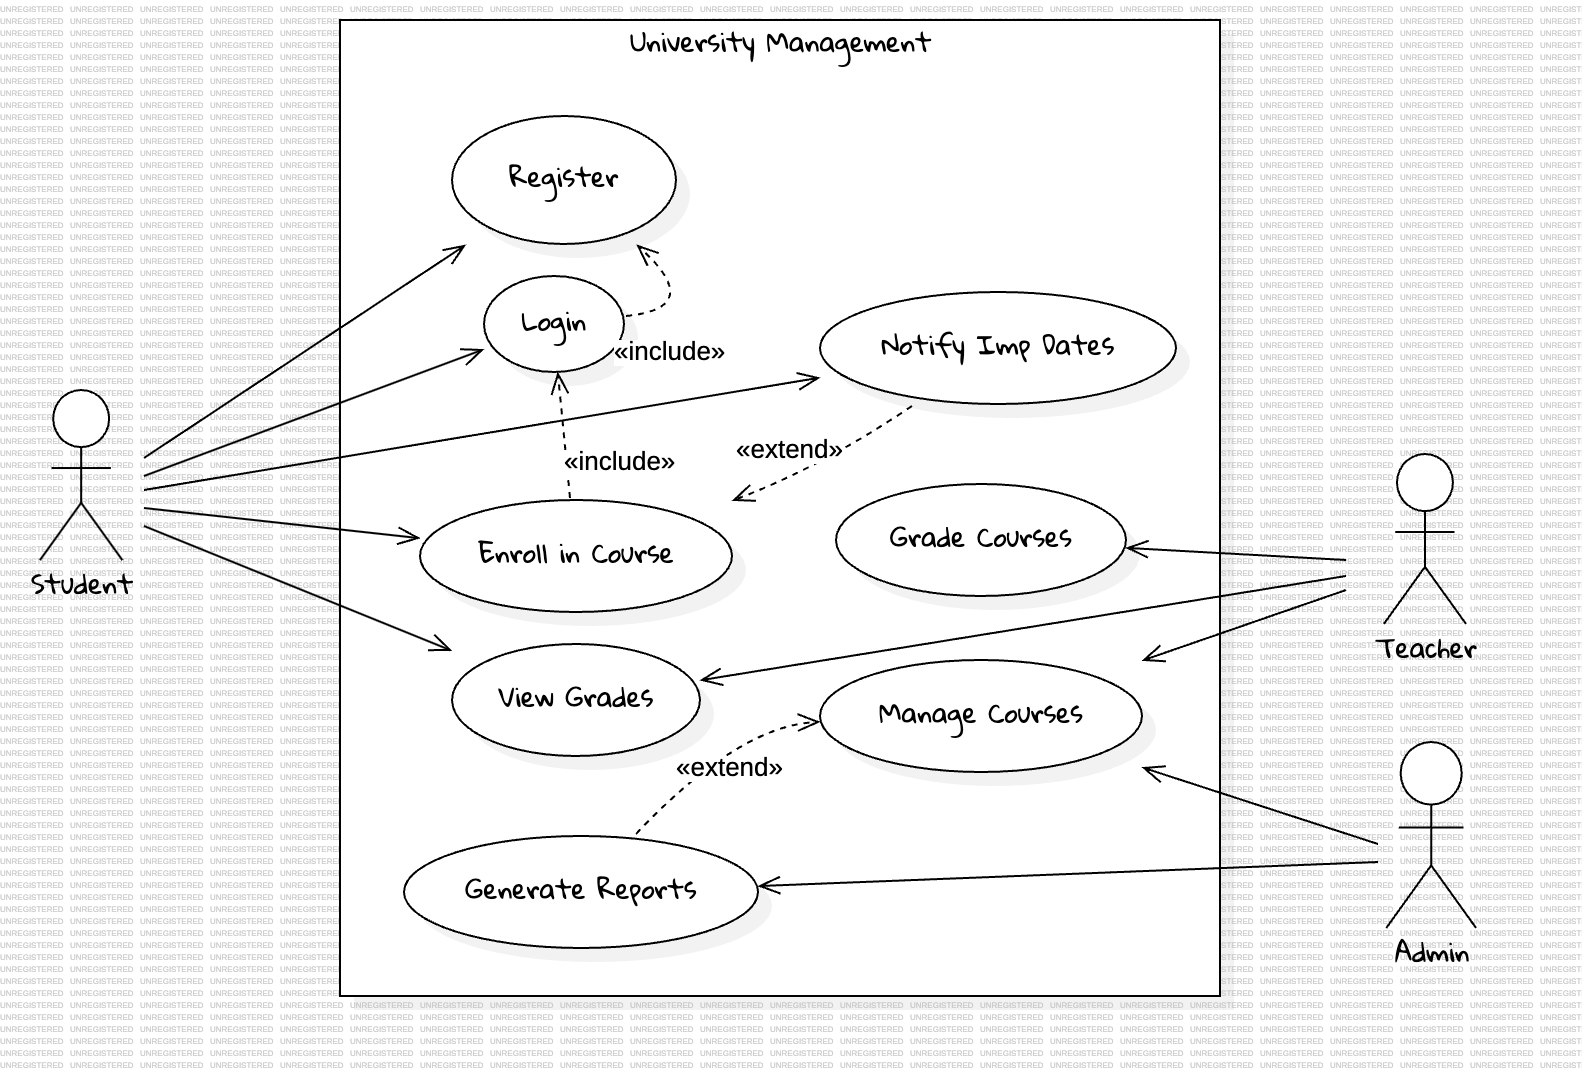 University Management
Register
Login
«include»
Notify Imp Dates
«include»
«extend»
Enroll in Course
Grade Courses
Student
Teacher
View Grades
Manage Courses
«extend»
Generate Reports
Admin
UNREGISTERED